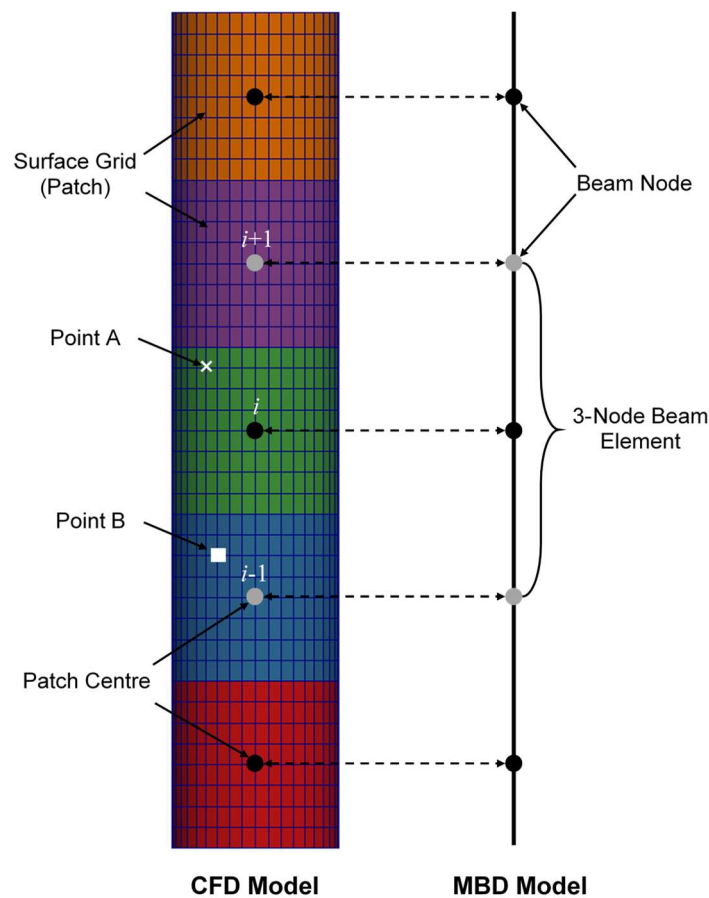 Surface Grid
(Patch)
Beam Node
i+1
Point A
i
3-Node Beam
Element
Point B
i-1
Patch Centre
CFD Model
MBD Model